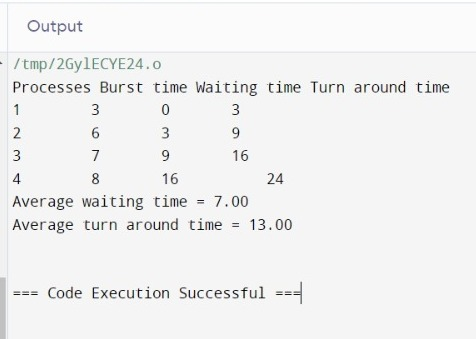 Output
/tmp/2GylECYE24.o
Processes Burst time Waiting time Turn around time
1 3 0 3
2 6 3 9
3 7 9 16
4 8 16 24
Average waiting time = 7.00
Average turn around time = 13.00
=== Code Execution Successful ===